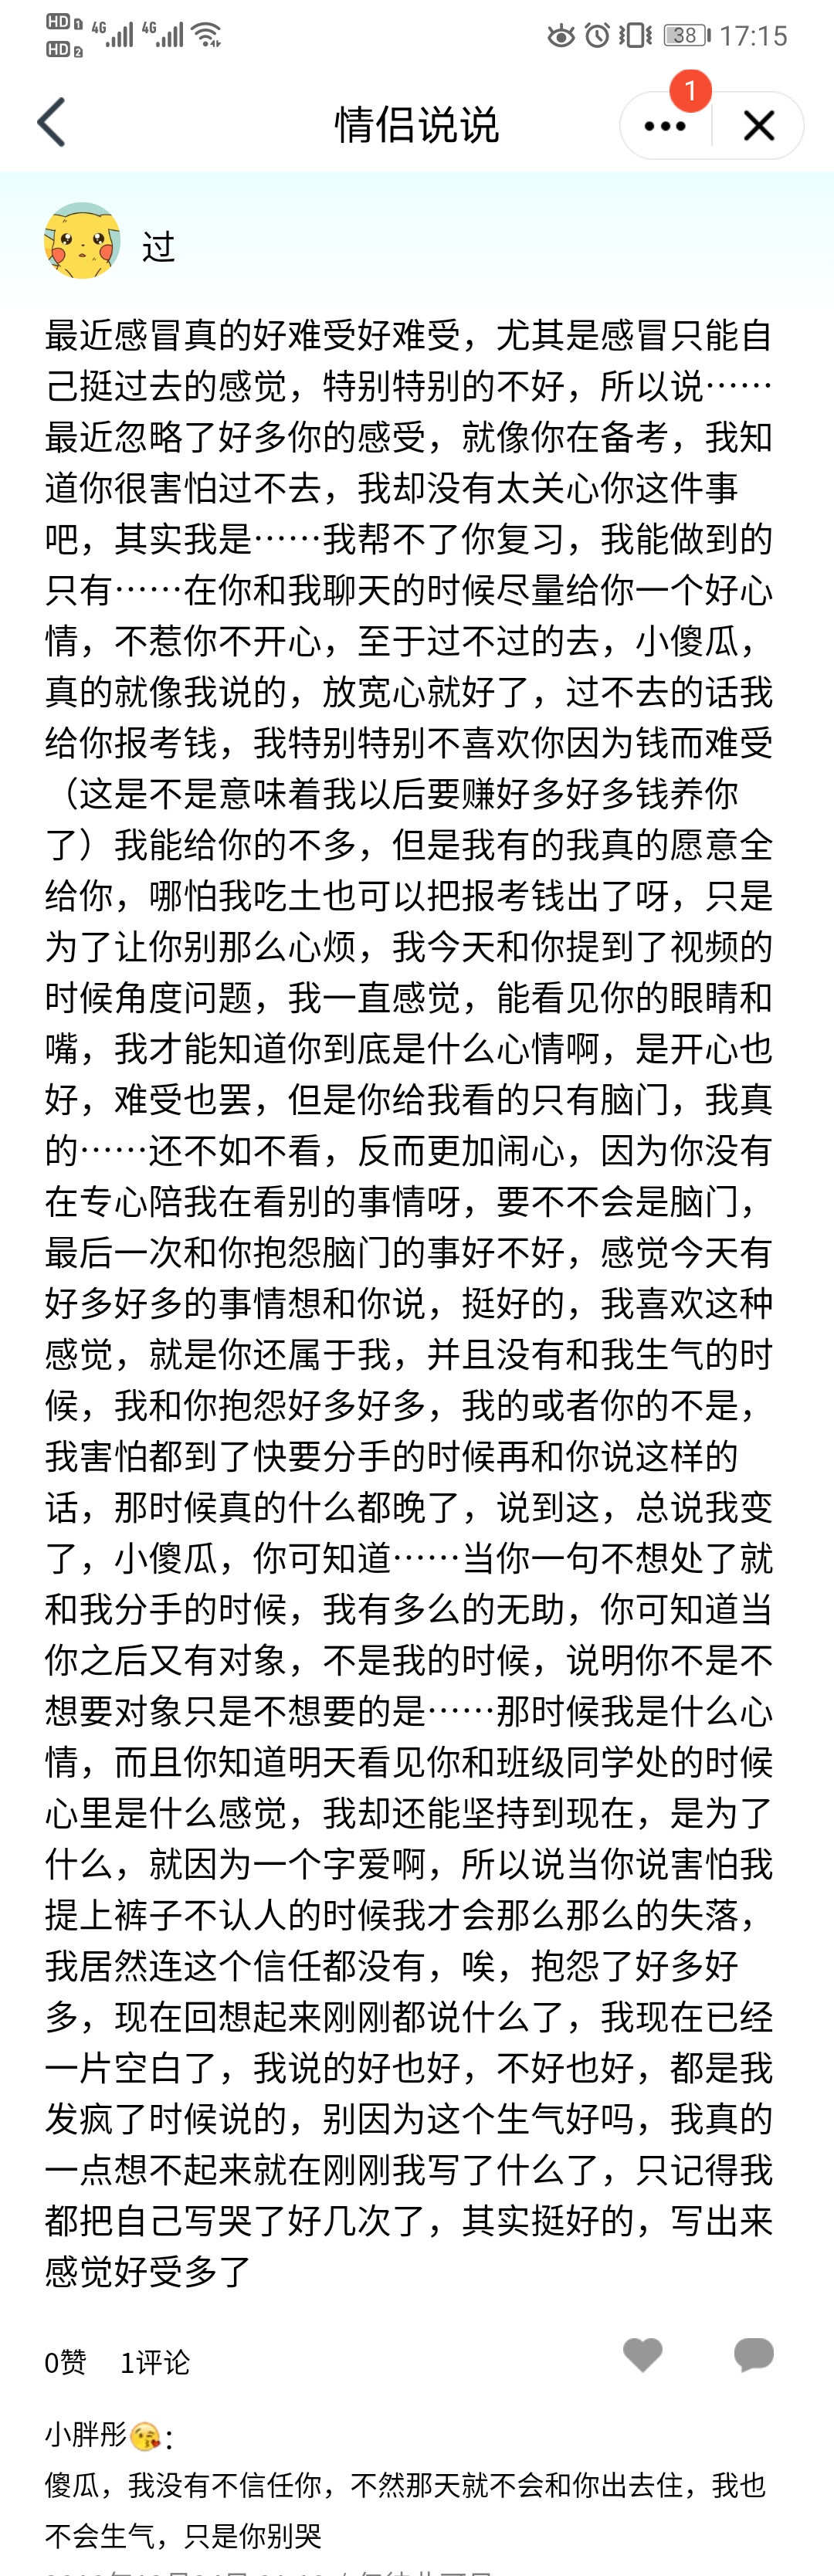 HD 1 4G 4G 38 17:15
HD 2
情侣说说 1
过
最近感冒真的好难受好难受，尤其是感冒只能自
己挺过去的感觉，特别特别的不好，所以说……
最近忽略了好多你的感受，就像你在备考，我知
道你很害怕过不去，我却没有太关心你这件事
吧，其实我是……我帮不了你复习，我能做到的
只有……在你和我聊天的时候尽量给你一个好心
情，不惹你不开心，至于过不过的去，小傻瓜，
真的就像我说的，放宽心就好了，过不去的话我
给你报考钱，我特别特别不喜欢你因为钱而难受
（这是不是意味着我以后要赚好多好多钱养你
了）我能给你的不多，但是我有的我真的愿意全
给你，哪怕我吃土也可以把报考钱出了呀，只是
为了让你别那么心烦，我今天和你提到了视频的
时候角度问题，我一直感觉，能看见你的眼睛和
嘴，我才能知道你到底是什么心情啊，是开心也
好，难受也罢，但是你给我看的只有脑门，我真
的……还不如不看，反而更加闹心，因为你没有
在专心陪我在看别的事情呀，要不不会是脑门，
最后一次和你抱怨脑门的事好不好，感觉今天有
好多好多的事情想和你说，挺好的，我喜欢这种
感觉，就是你还属于我，并且没有和我生气的时
候，我和你抱怨好多好多，我的或者你的不是，
我害怕都到了快要分手的时候再和你说这样的
话，那时候真的什么都晚了，说到这，总说我变
了，小傻瓜，你可知道……当你一句不想处了就
和我分手的时候，我有多么的无助，你可知道当
你之后又有对象，不是我的时候，说明你不是不
想要对象只是不想要的是……那时候我是什么心
情，而且你知道明天看见你和班级同学处的时候
心里是什么感觉，我却还能坚持到现在，是为了
什么，就因为一个字爱啊，所以说当你说害怕我
提上裤子不认人的时候我才会那么那么的失落，
我居然连这个信任都没有，唉，抱怨了好多好
多，现在回想起来刚刚都说什么了，我现在已经
一片空白了，我说的好也好，不好也好，都是我
发疯了时候说的，别因为这个生气好吗，我真的
一点想不起来就在刚刚我写了什么了，只记得我
都把自己写哭了好几次了，其实挺好的，写出来
感觉好受多了
0赞 1评论
小胖彤😘：
傻瓜，我没有不信任你，不然那天就不会和你出去住，我也
不会生气，只是你别哭